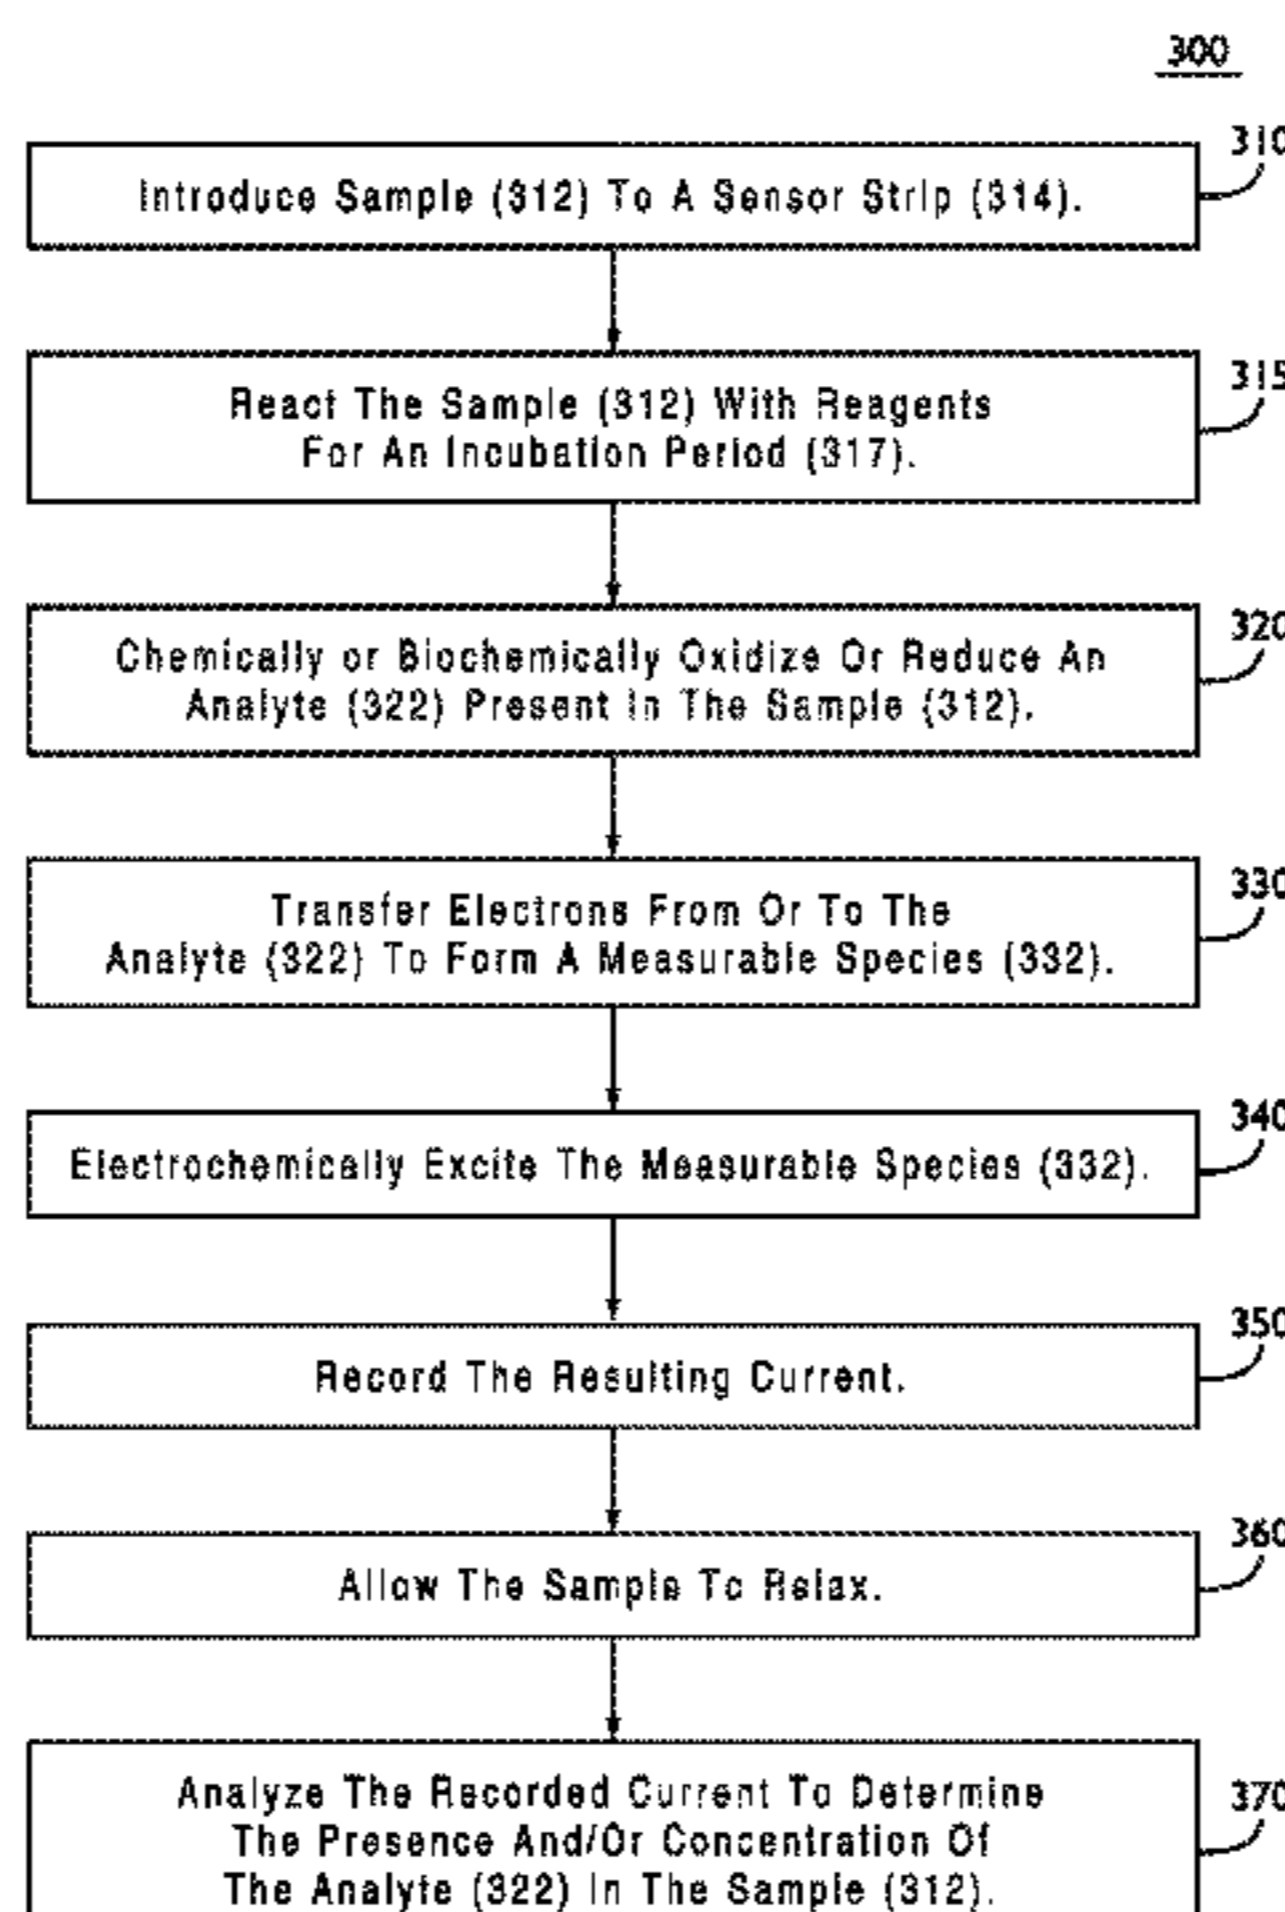 300
310
Introduce Sample (312) To A Sensor Strip (314).
315
React The Sample (312) With Reagents
For An Incubation Period (317).
320
Chemically or Biochemically Oxidize Or Reduce An
Analyte (322) Present In The Sample (312).
330
Transfer Electrons From Or To The
Analyte (322) To Form A Measurable Species (332).
340
Electrochemically Excite The Measurable Species (332).
350
Record The Resulting Current.
360
Allow The Sample To Relax.
370
Analyze The Recorded Current To Determine
The Presence And/Or Concentration Of
The Analyte (322) In The Sample (312).